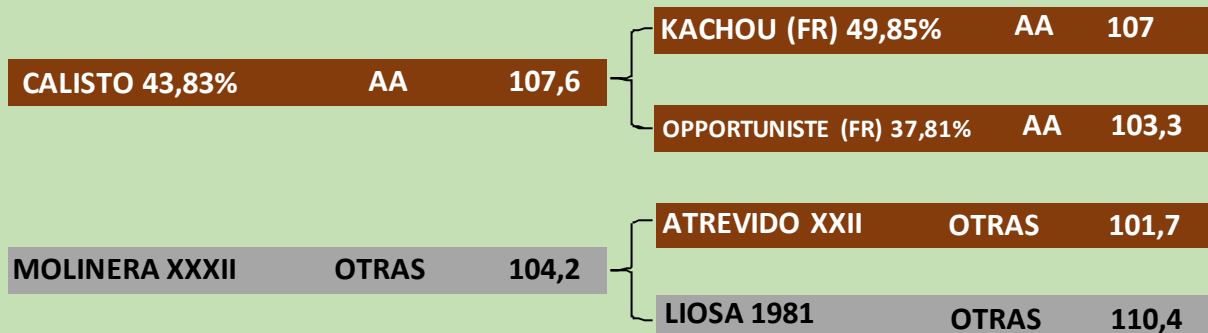 KACHOU (FR) 49,85% AA 107
CALISTO 43,83% AA 107,6
OPPORTUNISTE (FR) 37,81% AA 103,3
ATREVIDO XXII OTRAS 101,7
MOLINERA XXXII OTRAS 104,2
LIOSA 1981 OTRAS 110,4